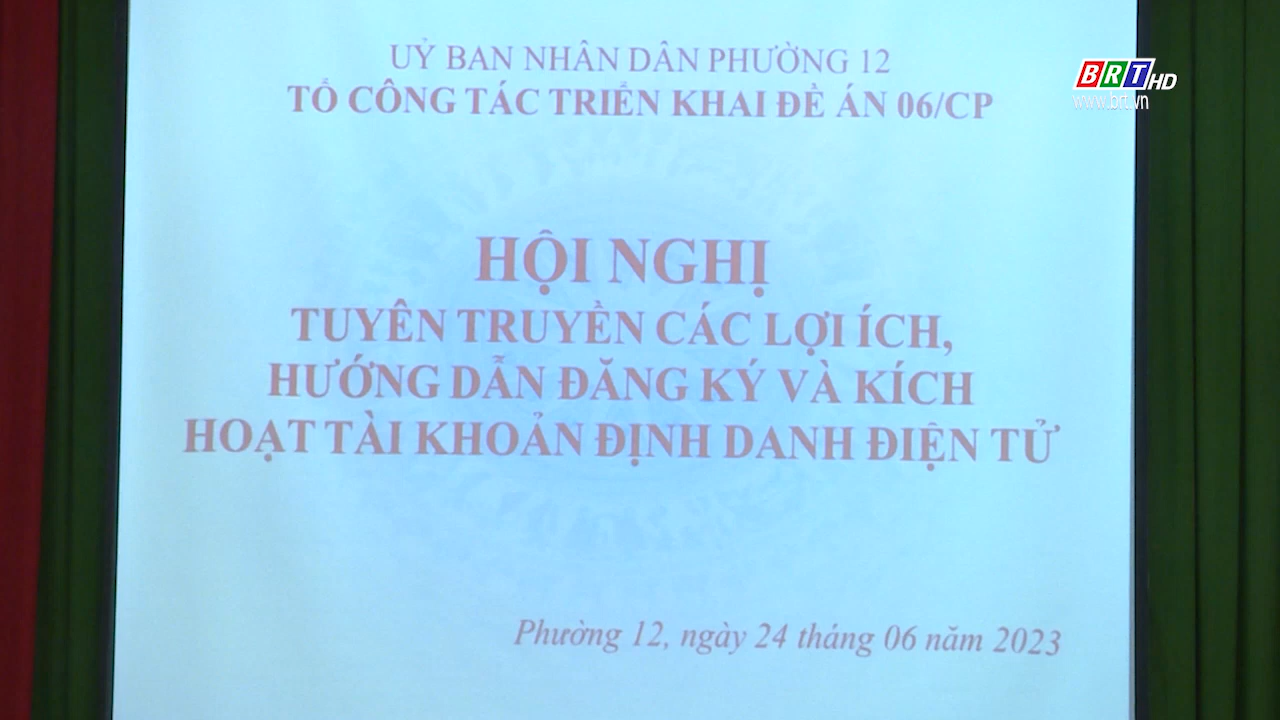 BRT HD
www.brt.vn
UỶ BAN NHÂN DÂN PHƯỜNG 12
TỔ CÔNG TÁC TRIỂN KHAI ĐỀ ÁN 06/CP
HỘI NGHỊ
TUYÊN TRUYỀN CÁC LỢI ÍCH,
HƯỚNG DẪN ĐĂNG KÝ VÀ KÍCH
HOẠT TÀI KHOẢN ĐỊNH DANH ĐIỆN TỬ
Phường 12, ngày 24 tháng 06 năm 2023